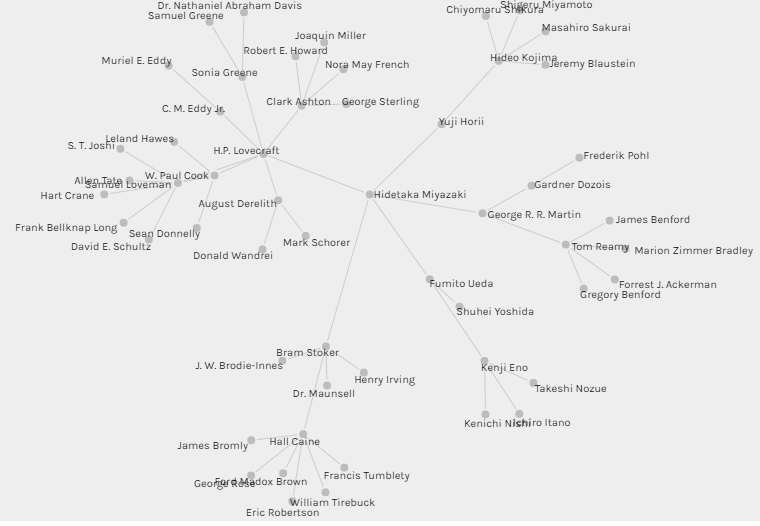 Dr. Nathaniel Abraham Davis
Samuel Greene
Shigeru Miyamoto
Chiyomaru Shikura
Masahiro Sakurai
Joaquin Miller
Robert E. Howard
Muriel E. Eddy
Sonia Greene
Nora May French
Hideo Kojima
Jeremy Blaustein
Clark Ashton
George Sterling
C. M. Eddy Jr.
Yuji Horii
Leland Hawes
S. T. Joshi
H.P. Lovecraft
Frederik Pohl
W. Paul Cook
Allen Tate
Samuel Loveman
Gardner Dozois
Hart Crane
Hidetaka Miyazaki
August Derelith
George R. R. Martin
James Benford
Frank Belknap Long
Sean Donnelly
David E. Schultz
Mark Schorer
Donald Wandrei
Tom Reamy
Marion Zimmer Bradley
Fumito Ueda
Forrest J. Ackerman
Gregory Benford
Shuhei Yoshida
Bram Stoker
J. W. Brodie-Innes
Henry Irving
Dr. Maunsell
Kenji Eno
Takeshi Nozue
Kenichi Nishi
Ichiro Itano
Hall Caine
James Bromly
Francis Tumblety
Ford Madox Brown
George Rose
William Tirebuck
Eric Robertson